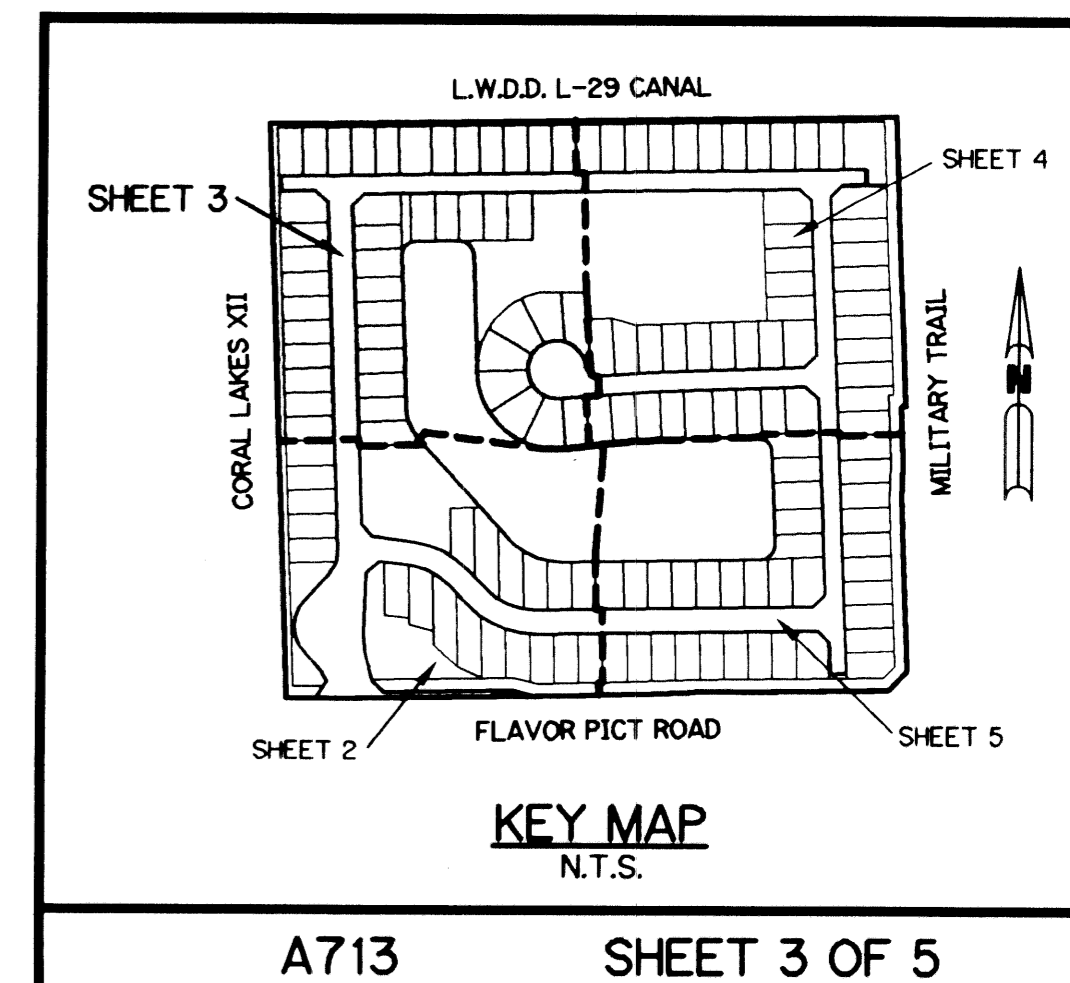 L.W.D.D. L-29 CANAL
SHEET 4
SHEET 3
CORAL LAKES XII
MILITARY TRAIL
N
FLAVOR PICT ROAD
SHEET 2
SHEET 5
KEY MAP
N.T.S.
A713
SHEET 3 OF 5